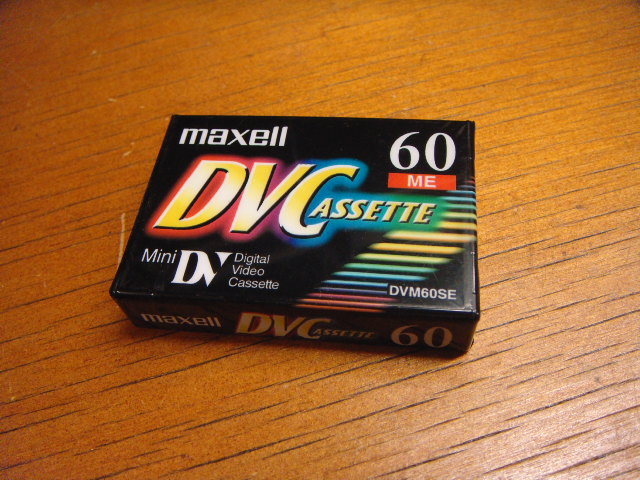 maxell
60
ME
DVCASSETTE
Mini DV Digital
Video
Cassette
DVM60SE
maxell DVCASSETTE 60